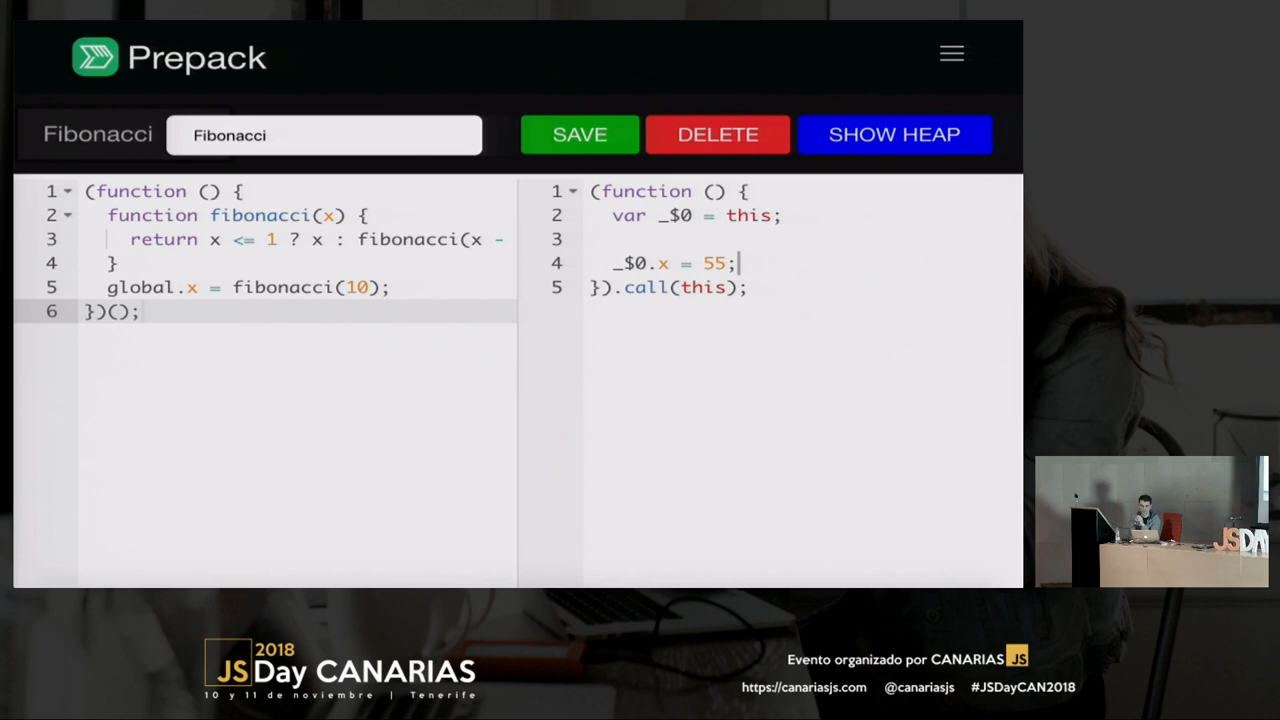 Prepack
Fibonacci
Fibonacci
SAVE
DELETE
SHOW HEAP
1 (function () {
2 function fibonacci(x) {
3 return x <= 1 ? x : fibonacci(x -
4 }
5 global.x = fibonacci(10);
6 })();
1 (function () {
2 var _$0 = this;
3
4 _$0.x = 55;
5 }).call(this);
JSDAY
2018
JSDay CANARIAS
10 y 11 de noviembre | Tenerife
Evento organizado por CANARIAS JS
https://canariasjs.com @canariasjs #JSDayCAN2018